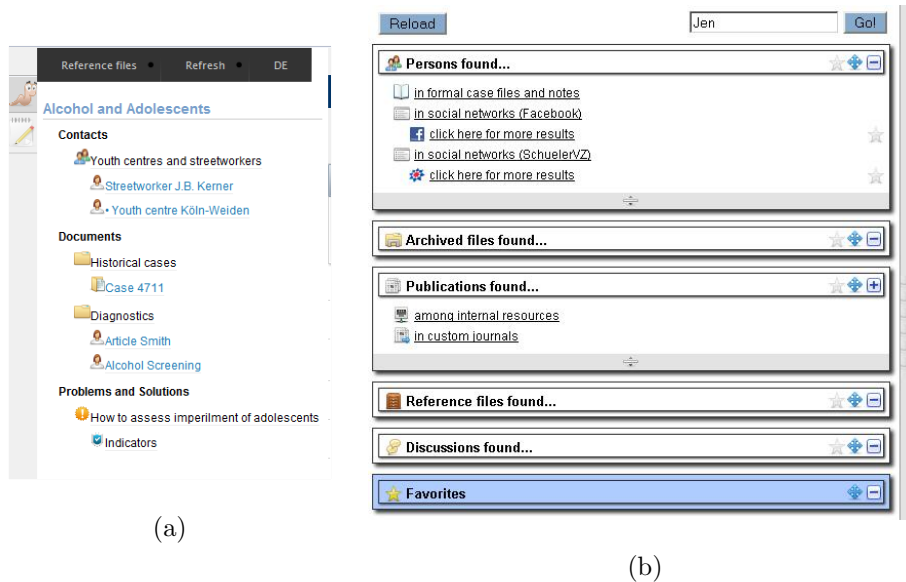 Reference files • Refresh • DE
Alcohol and Adolescents
Contacts
Youth centres and streetworkers
Streetworker J.B. Kerner
• Youth centre Köln-Weiden
Documents
Historical cases
Case 4711
Diagnostics
Article Smith
Alcohol Screening
Problems and Solutions
How to assess imperilment of adolescents
Indicators
(a)
Reload Jen Go!
Persons found...
in formal case files and notes
in social networks (Facebook)
click here for more results
in social networks (SchuelerVZ)
click here for more results
Archived files found...
Publications found...
among internal resources
in custom journals
Reference files found...
Discussions found...
Favorites
(b)